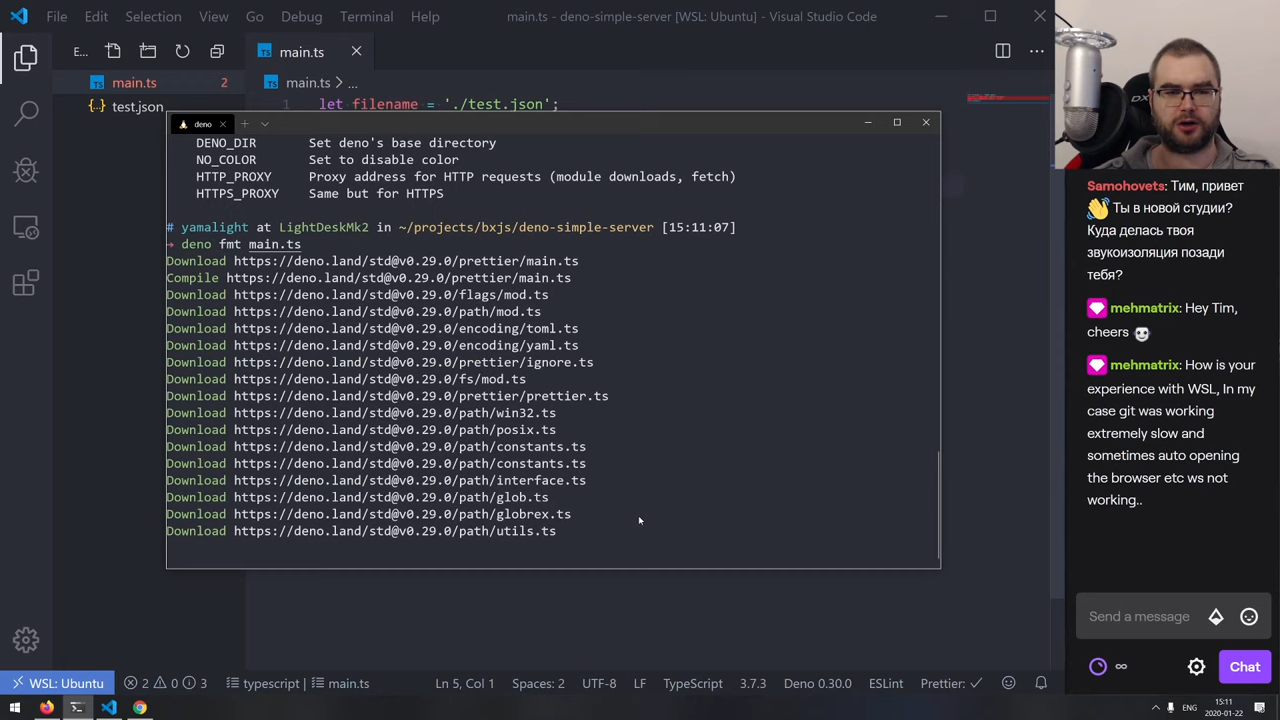 File Edit Selection View Go Debug Terminal Help
main.ts - deno-simple-server [WSL: Ubuntu] - Visual Studio Code
E...
main.ts
main.ts 2
main.ts > ...
test.json
1 let filename = './test.json';
deno
DENO_DIR Set deno's base directory
NO_COLOR Set to disable color
HTTP_PROXY Proxy address for HTTP requests (module downloads, fetch)
HTTPS_PROXY Same but for HTTPS
# yamalight at LightDeskMk2 in ~/projects/bxjs/deno-simple-server [15:11:07]
→ deno fmt main.ts
Download https://deno.land/std@v0.29.0/prettier/main.ts
Compile https://deno.land/std@v0.29.0/prettier/main.ts
Download https://deno.land/std@v0.29.0/flags/mod.ts
Download https://deno.land/std@v0.29.0/path/mod.ts
Download https://deno.land/std@v0.29.0/encoding/toml.ts
Download https://deno.land/std@v0.29.0/encoding/yaml.ts
Download https://deno.land/std@v0.29.0/prettier/ignore.ts
Download https://deno.land/std@v0.29.0/fs/mod.ts
Download https://deno.land/std@v0.29.0/prettier/prettier.ts
Download https://deno.land/std@v0.29.0/path/win32.ts
Download https://deno.land/std@v0.29.0/path/posix.ts
Download https://deno.land/std@v0.29.0/path/constants.ts
Download https://deno.land/std@v0.29.0/path/constants.ts
Download https://deno.land/std@v0.29.0/path/interface.ts
Download https://deno.land/std@v0.29.0/path/glob.ts
Download https://deno.land/std@v0.29.0/path/globrex.ts
Download https://deno.land/std@v0.29.0/path/utils.ts
WSL: Ubuntu 2 0 3 typescript | main.ts Ln 5, Col 1 Spaces: 2 UTF-8 LF TypeScript 3.7.3 Deno 0.30.0 ESLint Prettier: ✓
Samohovets: Тим, привет
👋 Ты в новой студии?
Куда делась твоя
звукоизоляция позади
тебя?
mehmatrix: Hey Tim,
cheers
mehmatrix: How is your
experience with WSL, In my
case git was working
extremely slow and
sometimes auto opening
the browser etc ws not
working..
Send a message
∞ Chat
ENG 15:11
2020-01-22